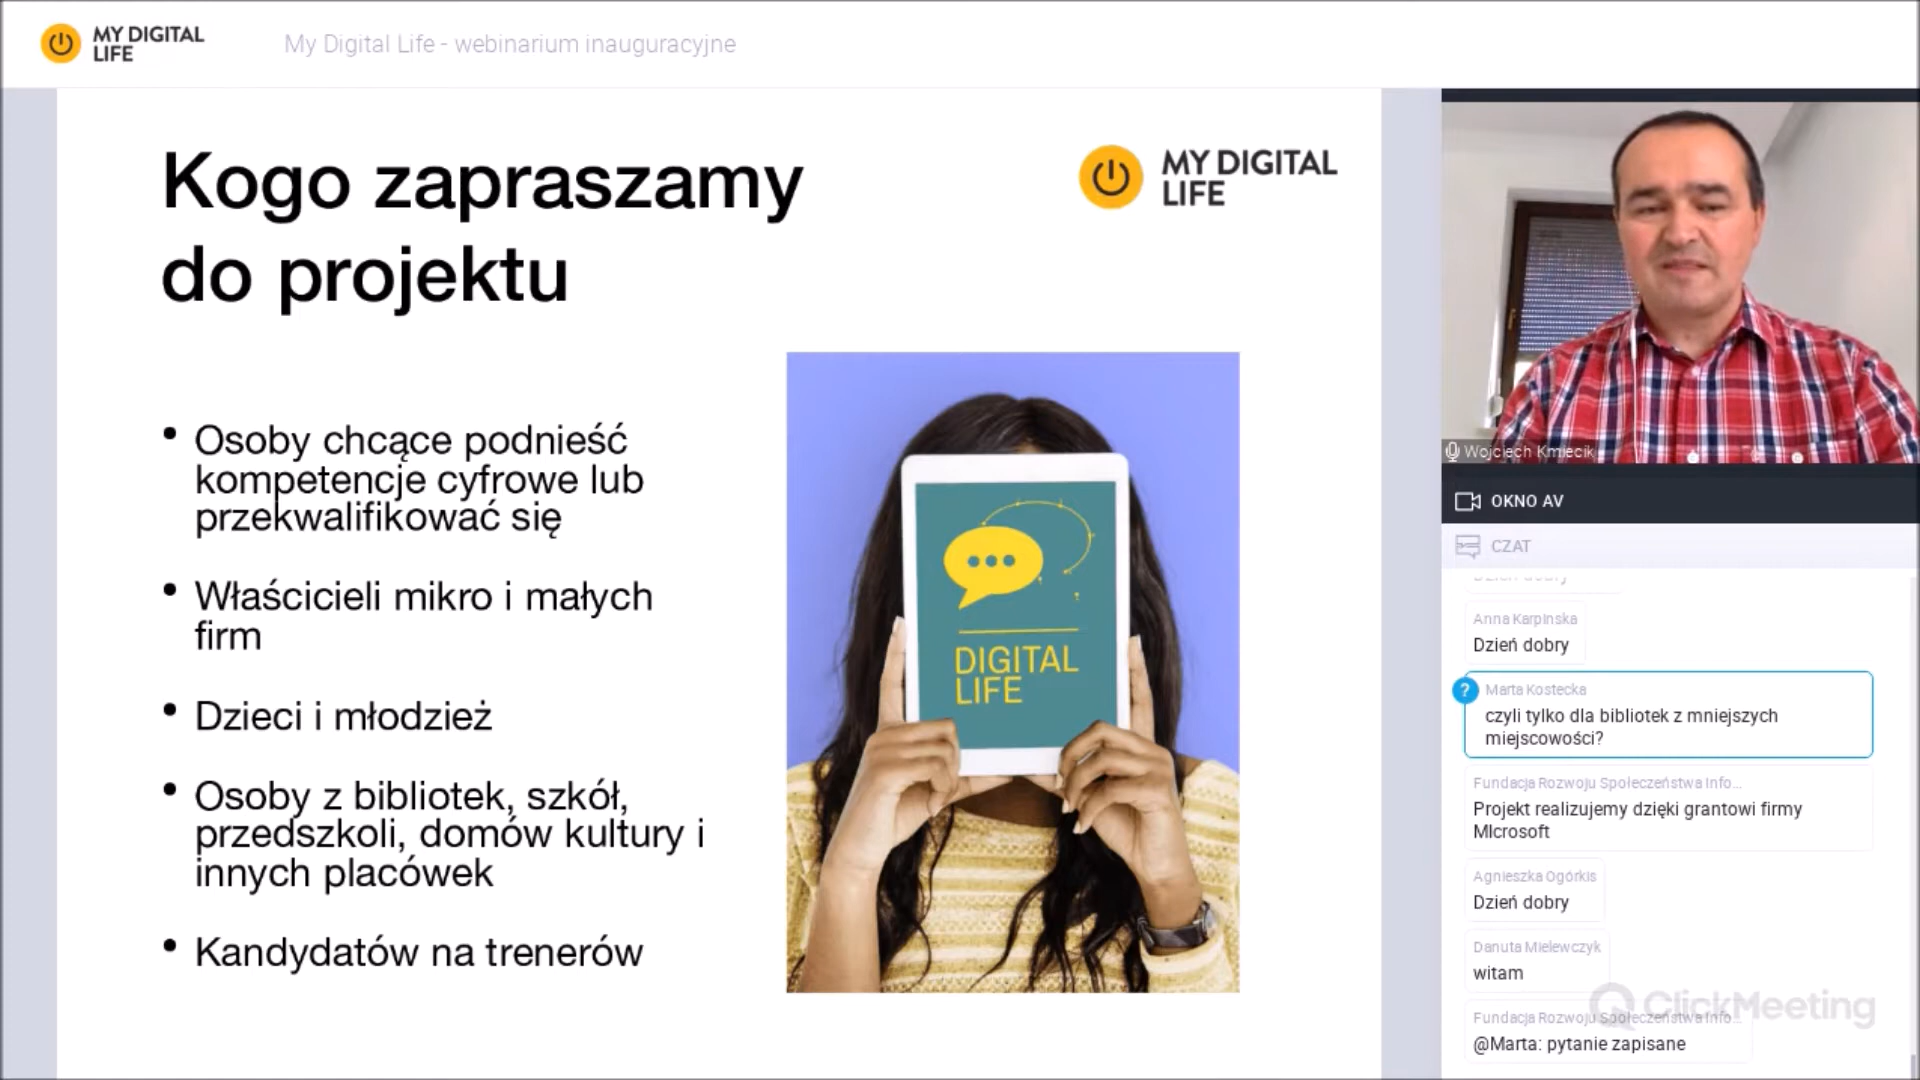 MY DIGITAL
LIFE
My Digital Life - webinarium inauguracyjne
Kogo zapraszamy
do projektu
MY DIGITAL
LIFE
• Osoby chcące podnieść
kompetencje cyfrowe lub
przekwalifikować się
• Właścicieli mikro i małych
firm
• Dzieci i młodzież
• Osoby z bibliotek, szkół,
przedszkoli, domów kultury i
innych placówek
• Kandydatów na trenerów
DIGITAL
LIFE
Wojciech Kmiecik
OKNO AV
CZAT
Anna Karpinska
Dzień dobry
?
Marta Kostecka
czyli tylko dla bibliotek z mniejszych
miejscowości?
Fundacja Rozwoju Społeczeństwa Info...
Projekt realizujemy dzięki grantowi firmy
MIcrosoft
Agnieszka Ogórkis
Dzień dobry
Danuta Mielewczyk
witam
Fundacja Rozwoju Społeczeństwa Info...
@Marta: pytanie zapisane
ClickMeeting